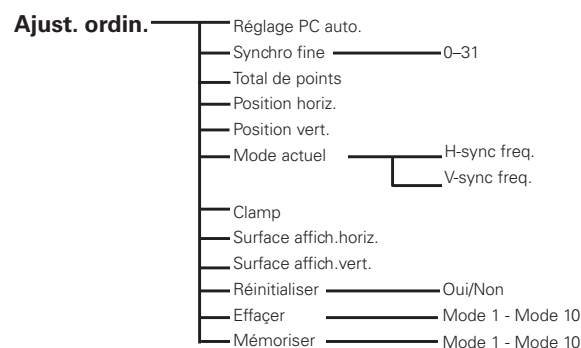 Ajust. ordin.
Réglage PC auto.
Synchro fine 0–31
Total de points
Position horiz.
Position vert.
Mode actuel H-sync freq.
V-sync freq.
Clamp
Surface affich.horiz.
Surface affich.vert.
Réinitialiser Oui/Non
Effaçer Mode 1 - Mode 10
Mémoriser Mode 1 - Mode 10